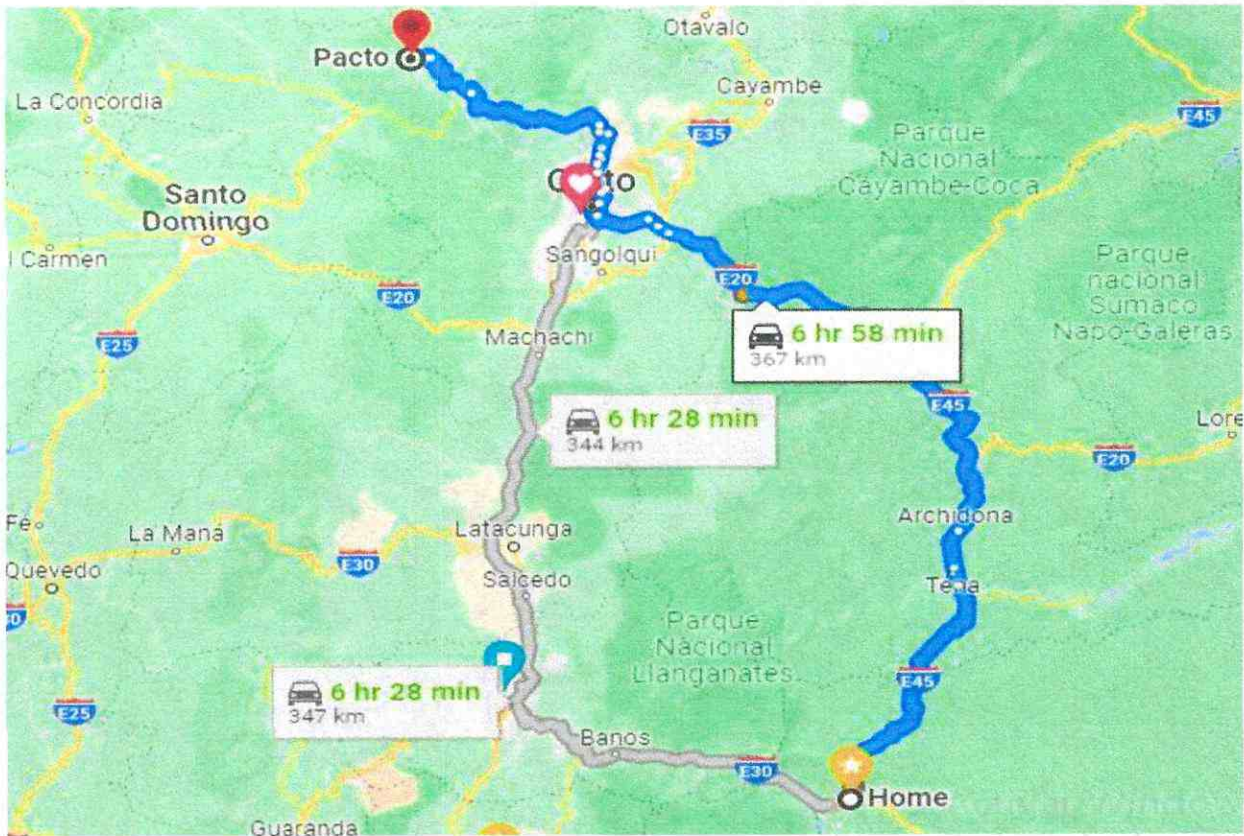 Otavalo
Pacto
Cayambe
La Concordia
E35
E45
Parque
Nacional
Cayambe-Coca
Santo
Domingo
l Carmen
Sangolqui
E20
E20
Parque
nacional
Sumaco
Napo-Galeras
E25
Machachi
6 hr 58 min
367 km
E45
6 hr 28 min
344 km
Lore
E20
Fé
La Mana
Latacunga
E30
Archidona
Quevedo
Salcedo
Tena
30
Parque
Nacional
Llanganates
6 hr 28 min
347 km
E45
E25
Banos
E30
Home
Guaranda